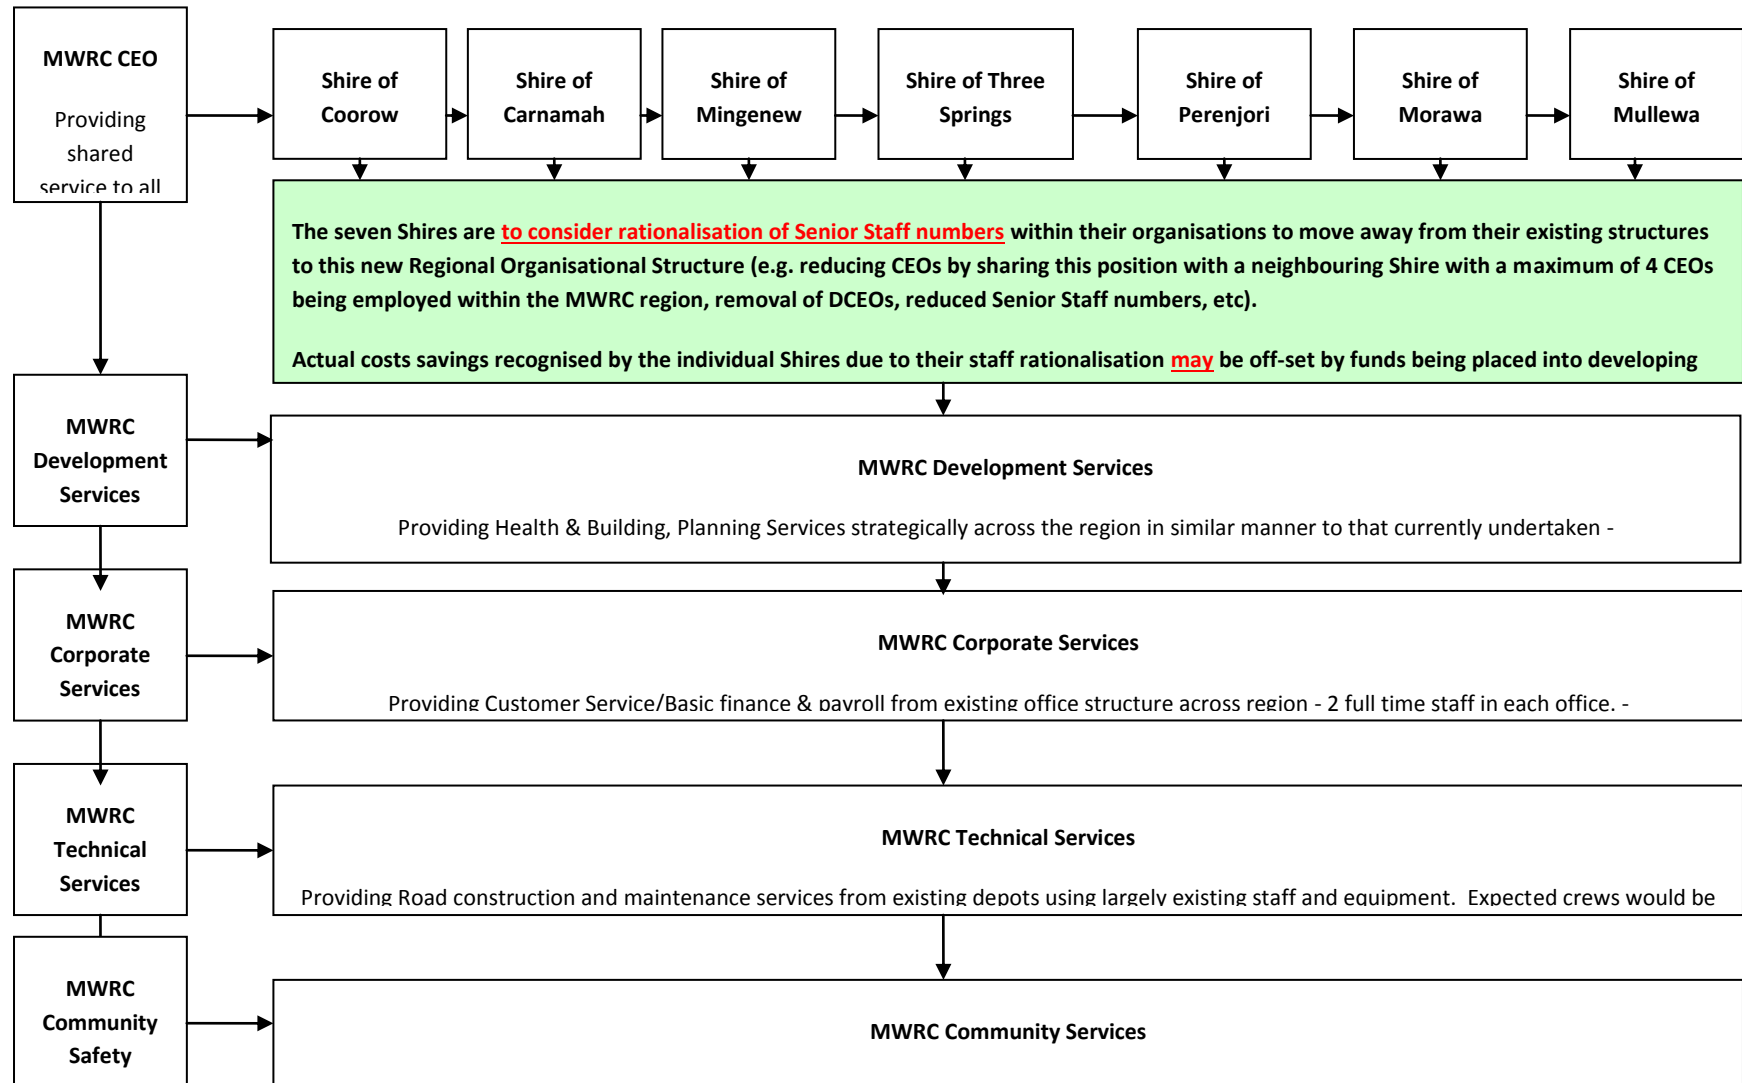 MWRC CEO
Providing
shared
service to all
Shire of
Coorow
Shire of
Carnamah
Shire of
Mingenew
Shire of Three
Springs
Shire of
Perenjori
Shire of
Morawa
Shire of
Mullewa
The seven Shires are to consider rationalisation of Senior Staff numbers within their organisations to move away from their existing structures
to this new Regional Organisational Structure (e.g. reducing CEOs by sharing this position with a neighbouring Shire with a maximum of 4 CEOs
being employed within the MWRC region, removal of DCEOs, reduced Senior Staff numbers, etc).
Actual costs savings recognised by the individual Shires due to their staff rationalisation may be off-set by funds being placed into developing
MWRC
Development
Services
MWRC Development Services
Providing Health & Building, Planning Services strategically across the region in similar manner to that currently undertaken -
MWRC
Corporate
Services
MWRC Corporate Services
Providing Customer Service/Basic finance & payroll from existing office structure across region - 2 full time staff in each office. -
MWRC
Technical
Services
MWRC Technical Services
Providing Road construction and maintenance services from existing depots using largely existing staff and equipment.  Expected crews would be
MWRC
Community
Safety
MWRC Community Services